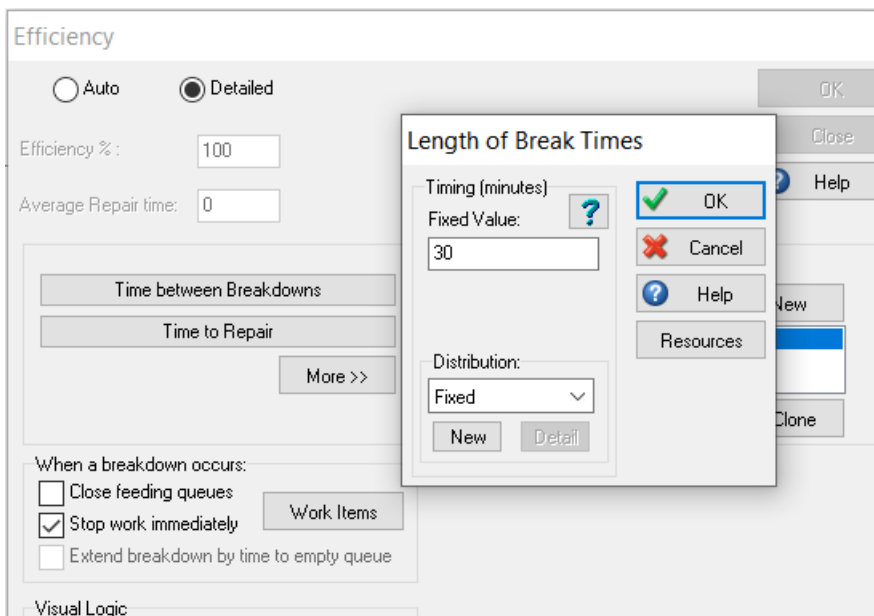 Efficiency
Auto
Detailed
OK
Efficiency % :
100
Close
Average Repair time:
0
Help
Length of Break Times
Timing (minutes)
Fixed Value:
?
30
OK
Cancel
? Help
Resources
Distribution:
Fixed
New
Detail
Time between Breakdowns
Time to Repair
More >>
New
Clone
When a breakdown occurs:
Close feeding queues
Stop work immediately
Work Items
Extend breakdown by time to empty queue
Visual Logic